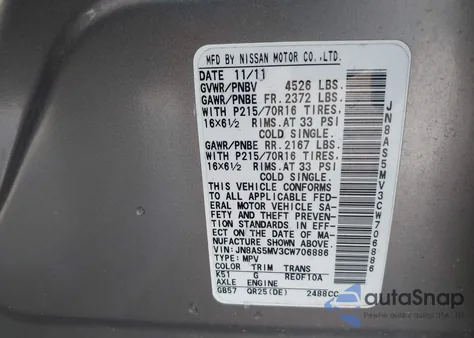 MFD BY NISSAN MOTOR CO.,LTD.
DATE 11/11
GVWR/PNBV 4526 LBS.
GAWR/PNBE FR.2372 LBS.
WITH P215/70R16 TIRES,
16×6½ RIMS.AT 33 PSI
COLD SINGLE.
GAWR/PNBE RR.2167 LBS.
WITH P215/70R16 TIRES,
16×6½ RIMS.AT 33 PSI
COLD SINGLE.
THIS VEHICLE CONFORMS
TO ALL APPLICABLE FED-
ERAL MOTOR VEHICLE SA-
FETY AND THEFT PREVEN-
TION STANDARDS IN EFF-
ECT ON THE DATE OF MA-
NUFACTURE SHOWN ABOVE
VIN: JN8AS5MV3CW706886
TYPE: MPV
COLOR TRIM TRANS
K51 G RE0F10A
AXLE ENGINE
GB57 QR25(DE) 2488CC
JN8AS5MV3CW706886
autoSnap